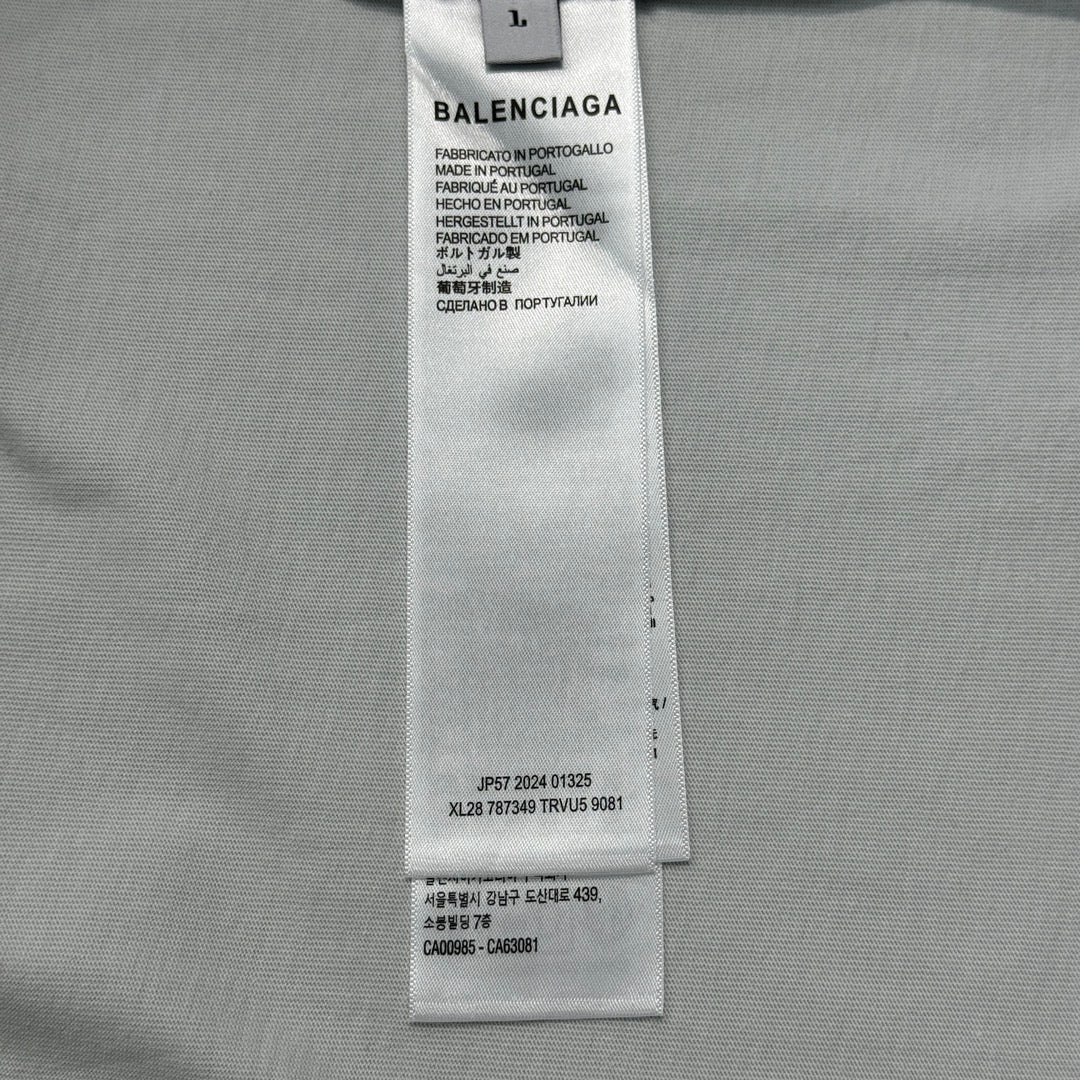 L
BALENCIAGA
FABBRICATO IN PORTOGALLO
MADE IN PORTUGAL
FABRIQUÉ AU PORTUGAL
HECHO EN PORTUGAL
HERGESTELLT IN PORTUGAL
FABRICADO EM PORTUGAL
ポルトガル製
صنع في البرتغال
葡萄牙制造
СДЕЛАНО В ПОРТУГАЛИИ
JP57 2024 01325
XL28 787349 TRVU5 9081
서울특별시 강남구 도산대로 439,
소봉빌딩 7층
CA00985 - CA63081